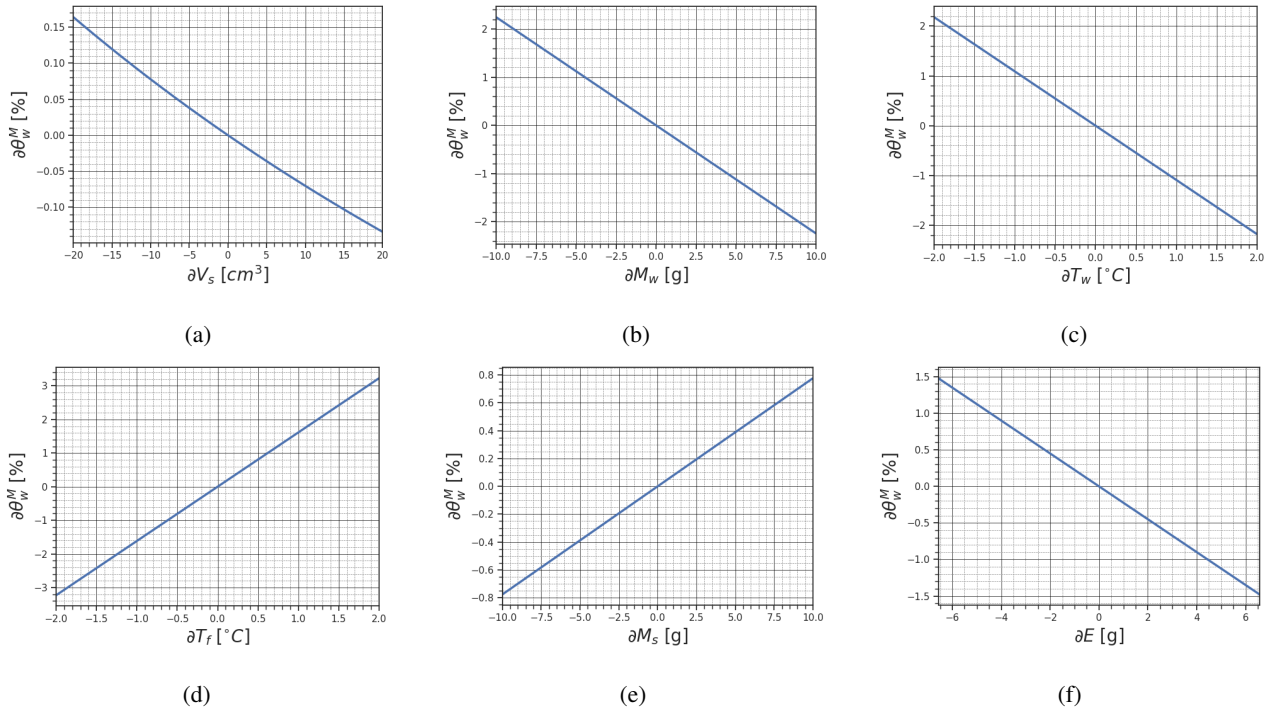 0.15
0.10
0.05
0.00
−0.05
−0.10
∂θ_w^M [%]
−20 −15 −10 −5 0 5 10 15 20
∂V_s [cm^3]
(a)
2
1
0
−1
−2
∂θ_w^M [%]
−10.0 −7.5 −5.0 −2.5 0.0 2.5 5.0 7.5 10.0
∂M_w [g]
(b)
2
1
0
−1
−2
∂θ_w^M [%]
−2.0 −1.5 −1.0 −0.5 0.0 0.5 1.0 1.5 2.0
∂T_w [°C]
(c)
3
2
1
0
−1
−2
−3
∂θ_w^M [%]
−2.0 −1.5 −1.0 −0.5 0.0 0.5 1.0 1.5 2.0
∂T_f [°C]
(d)
0.8
0.6
0.4
0.2
0.0
−0.2
−0.4
−0.6
−0.8
∂θ_w^M [%]
−10.0 −7.5 −5.0 −2.5 0.0 2.5 5.0 7.5 10.0
∂M_s [g]
(e)
1.5
1.0
0.5
0.0
−0.5
−1.0
−1.5
∂θ_w^M [%]
−6 −4 −2 0 2 4 6
∂E [g]
(f)